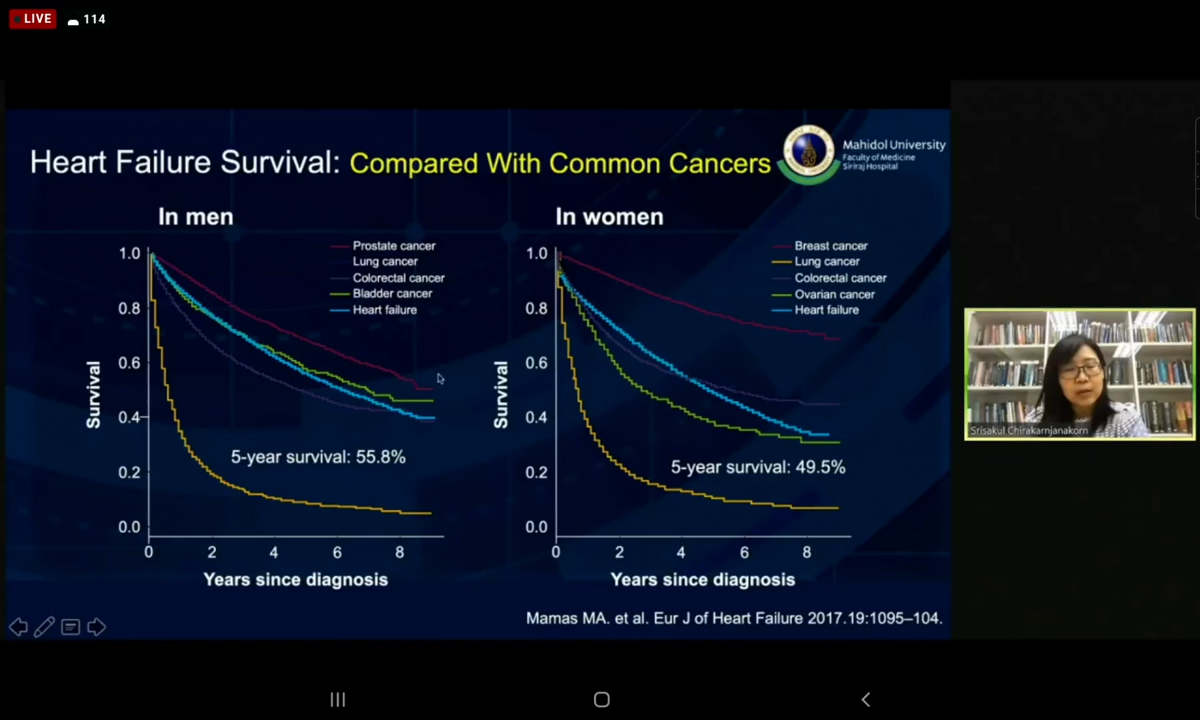 LIVE 114
Heart Failure Survival: Compared With Common Cancers
Mahidol University
Faculty of Medicine
Siriraj Hospital
In men
Prostate cancer
Lung cancer
Colorectal cancer
Bladder cancer
Heart failure
1.0
0.8
0.6
0.4
0.2
0.0
Survival
5-year survival: 55.8%
0 2 4 6 8
Years since diagnosis
In women
Breast cancer
Lung cancer
Colorectal cancer
Ovarian cancer
Heart failure
1.0
0.8
0.6
0.4
0.2
0.0
Survival
5-year survival: 49.5%
0 2 4 6 8
Years since diagnosis
Mamas MA. et al. Eur J of Heart Failure 2017.19:1095–104.
Srisakul Chirakarnjanakorn